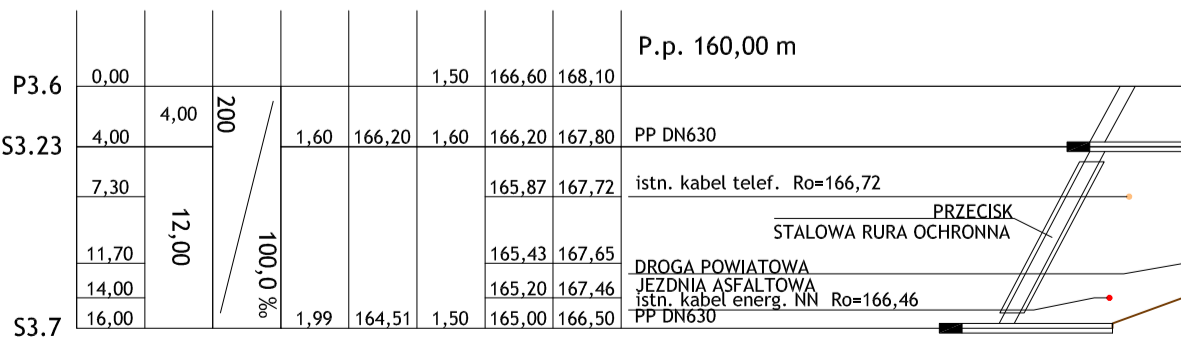 P.p. 160,00 m
P3.6 0,00 1,50 166,60 168,10
4,00 200
S3.23 4,00 1,60 166,20 1,60 166,20 167,80 PP DN630
7,30 165,87 167,72 istn. kabel telef. Ro=166,72
12,00 100,0 ‰
PRZECISK
STALOWA RURA OCHRONNA
11,70 165,43 167,65 DROGA POWIATOWA
JEZDNIA ASFALTOWA
14,00 165,20 167,46 istn. kabel energ. NN Ro=166,46
S3.7 16,00 1,99 164,51 1,50 165,00 166,50 PP DN630